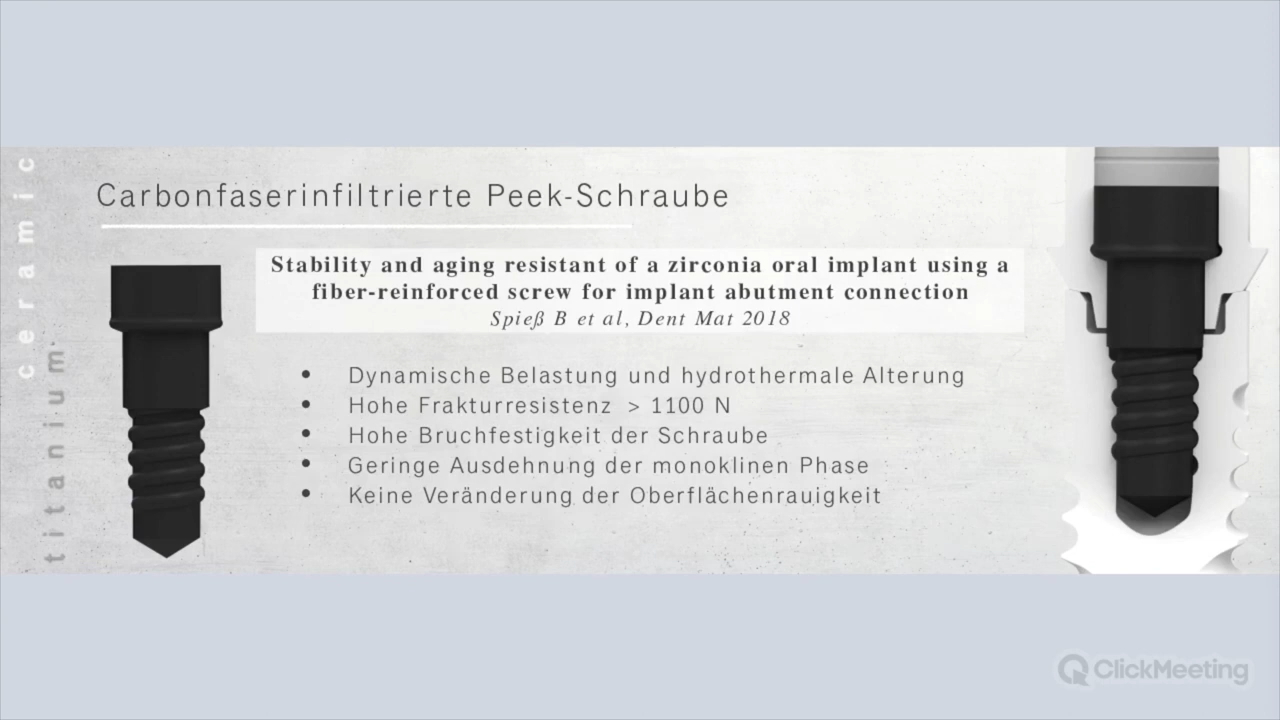 ceramic
titanium
Carbonfaserinfiltrierte Peek-Schraube
Stability and aging resistant of a zirconia oral implant using a
fiber-reinforced screw for implant abutment connection
Spieß B et al, Dent Mat 2018
• Dynamische Belastung und hydrothermale Alterung
• Hohe Frakturresistenz > 1100 N
• Hohe Bruchfestigkeit der Schraube
• Geringe Ausdehnung der monoklinen Phase
• Keine Veränderung der Oberflächenrauigkeit
ClickMeeting